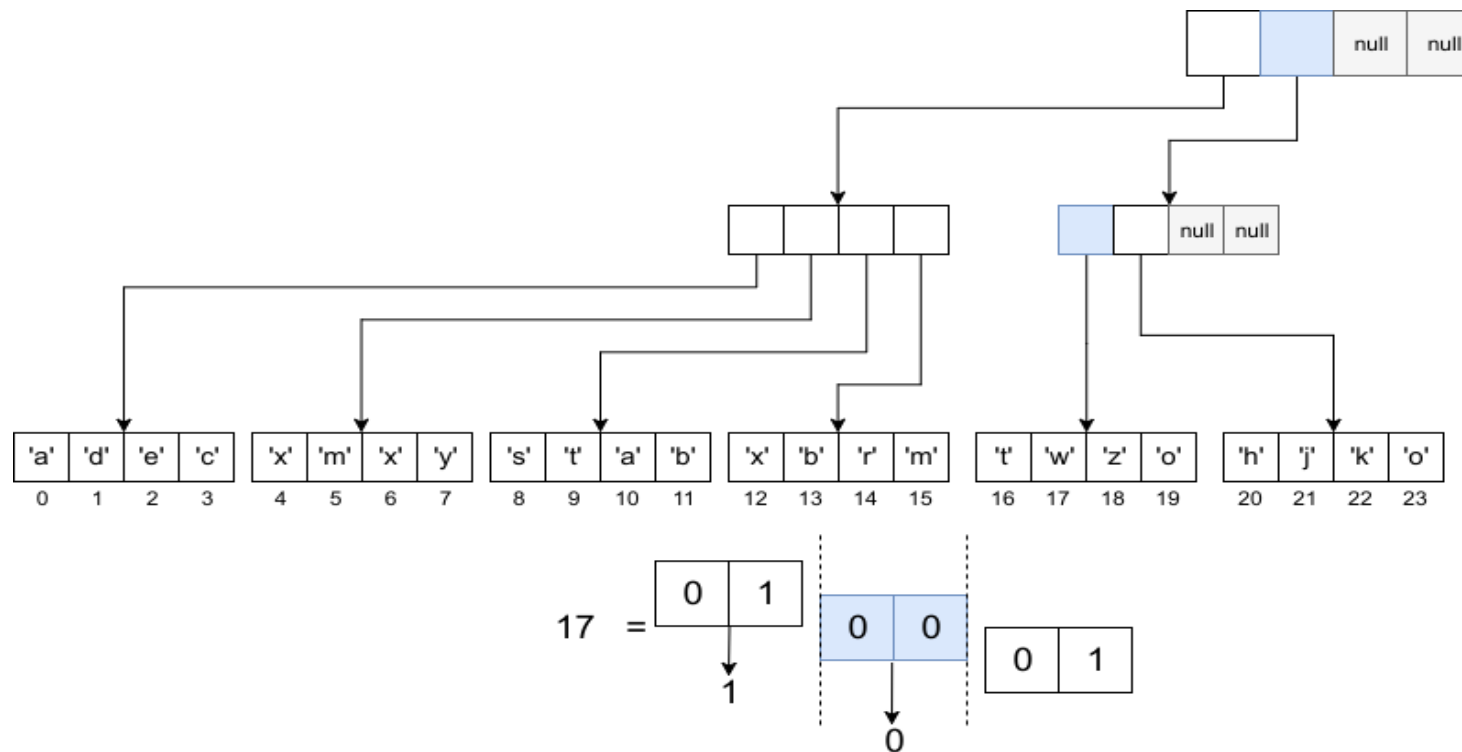 null null
null null
'a' 'd' 'e' 'c' 'x' 'm' 'x' 'y' 's' 't' 'a' 'b' 'x' 'b' 'r' 'm' 't' 'w' 'z' 'o' 'h' 'j' 'k' 'o'
0 1 2 3 4 5 6 7 8 9 10 11 12 13 14 15 16 17 18 19 20 21 22 23
17 = 0 1 0 0 0 1
1
0